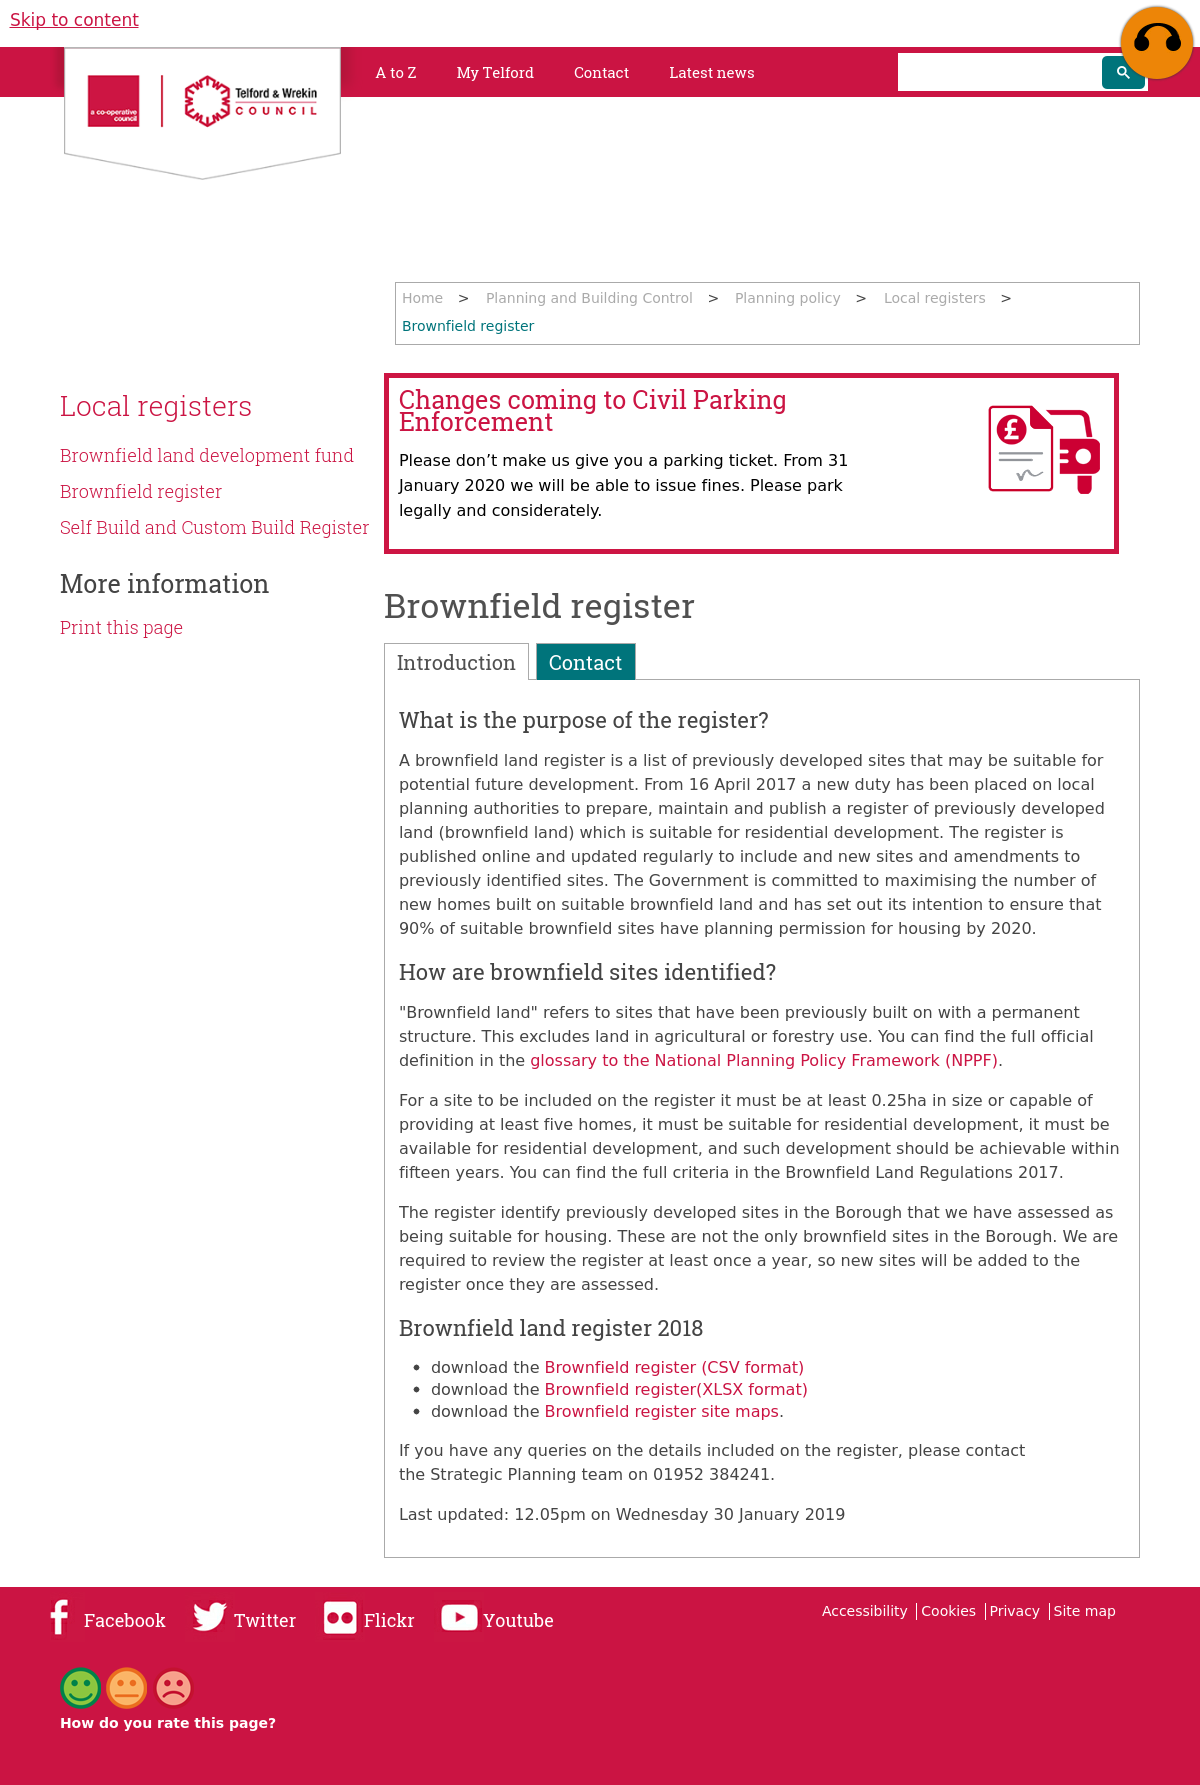 Skip to content
A to Z
My Telford
Contact
Latest news
a co-operative
council
Telford & Wrekin
COUNCIL
Home > Planning and Building Control > Planning policy > Local registers >
Brownfield register
Local registers
Brownfield land development fund
Brownfield register
Self Build and Custom Build Register
More information
Print this page
Changes coming to Civil Parking
Enforcement
Please don’t make us give you a parking ticket. From 31
January 2020 we will be able to issue fines. Please park
legally and considerately.
£
Brownfield register
Introduction
Contact
What is the purpose of the register?
A brownfield land register is a list of previously developed sites that may be suitable for
potential future development. From 16 April 2017 a new duty has been placed on local
planning authorities to prepare, maintain and publish a register of previously developed
land (brownfield land) which is suitable for residential development. The register is
published online and updated regularly to include and new sites and amendments to
previously identified sites. The Government is committed to maximising the number of
new homes built on suitable brownfield land and has set out its intention to ensure that
90% of suitable brownfield sites have planning permission for housing by 2020.
How are brownfield sites identified?
"Brownfield land" refers to sites that have been previously built on with a permanent
structure. This excludes land in agricultural or forestry use. You can find the full official
definition in the glossary to the National Planning Policy Framework (NPPF).
For a site to be included on the register it must be at least 0.25ha in size or capable of
providing at least five homes, it must be suitable for residential development, it must be
available for residential development, and such development should be achievable within
fifteen years. You can find the full criteria in the Brownfield Land Regulations 2017.
The register identify previously developed sites in the Borough that we have assessed as
being suitable for housing. These are not the only brownfield sites in the Borough. We are
required to review the register at least once a year, so new sites will be added to the
register once they are assessed.
Brownfield land register 2018
• download the Brownfield register (CSV format)
• download the Brownfield register(XLSX format)
• download the Brownfield register site maps.
If you have any queries on the details included on the register, please contact
the Strategic Planning team on 01952 384241.
Last updated: 12.05pm on Wednesday 30 January 2019
Facebook
Twitter
Flickr
Youtube
Accessibility
Cookies
Privacy
Site map
How do you rate this page?